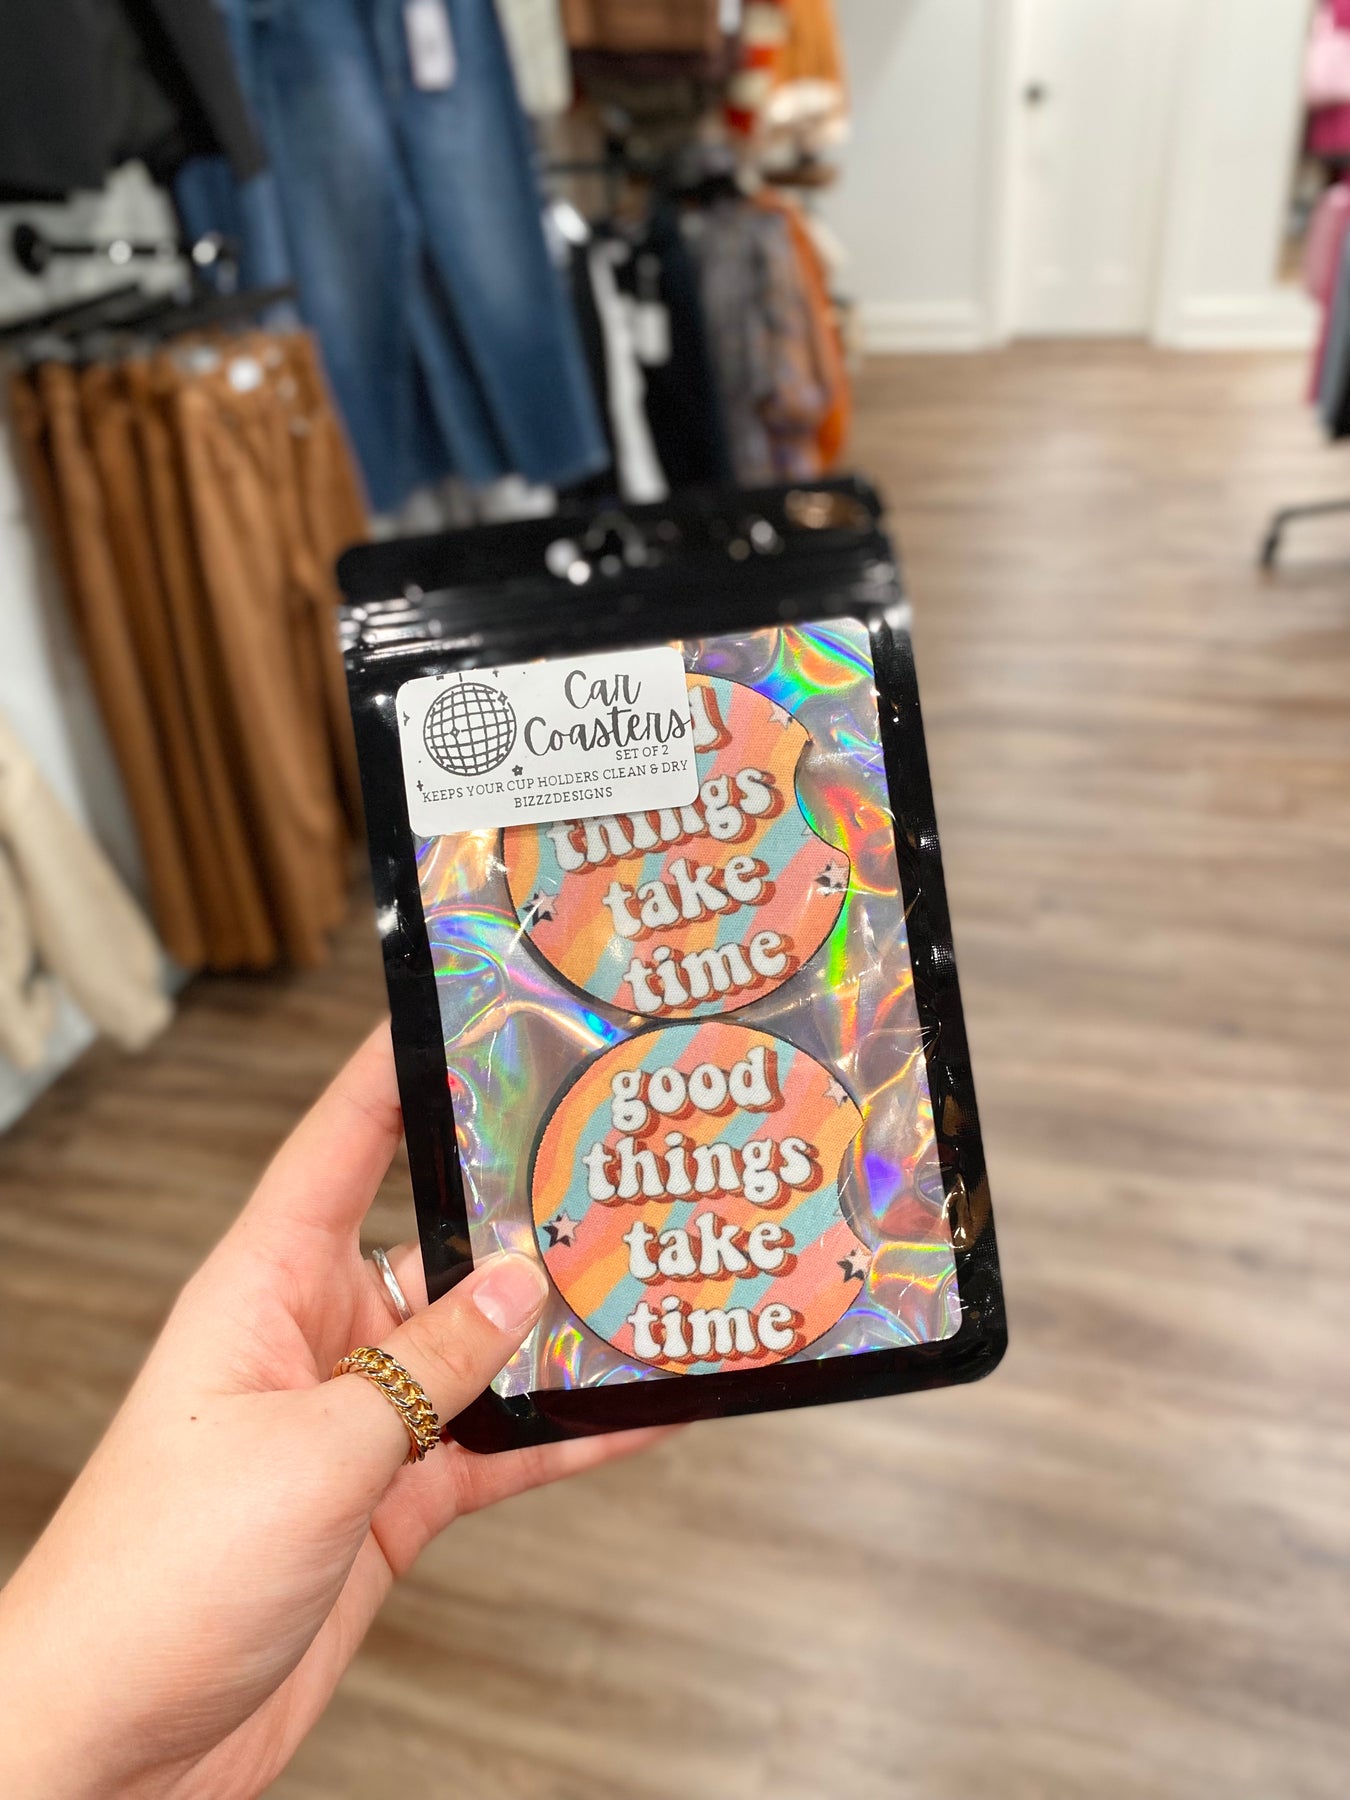 Car
Coasters
SET OF 2
KEEPS YOUR CUP HOLDERS CLEAN & DRY
BIZZZDESIGNS
things
take
time
good
things
take
time